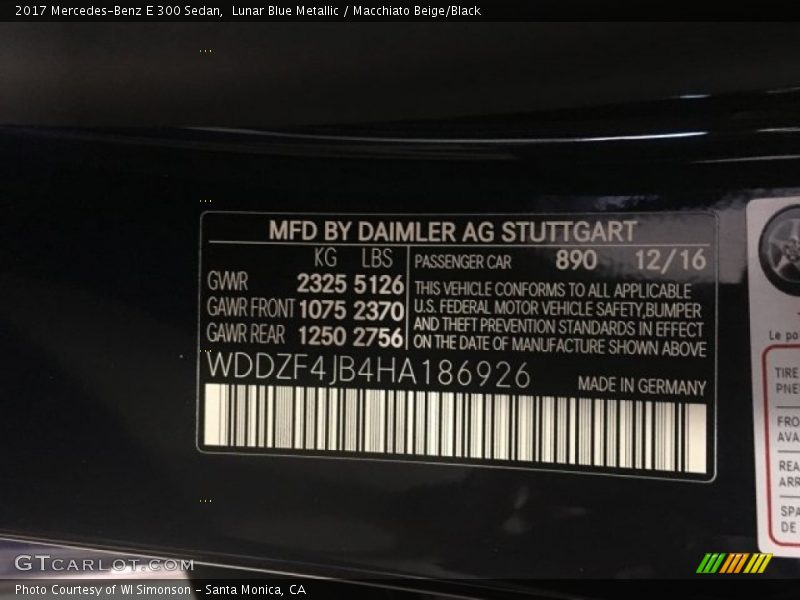 2017 Mercedes-Benz E 300 Sedan,  Lunar Blue Metallic / Macchiato Beige/Black
MFD BY DAIMLER AG STUTTGART
KG LBS
GVWR 2325 5126
GAWR FRONT 1075 2370
GAWR REAR 1250 2756
PASSENGER CAR 890 12/16
THIS VEHICLE CONFORMS TO ALL APPLICABLE
U.S. FEDERAL MOTOR VEHICLE SAFETY,BUMPER
AND THEFT PREVENTION STANDARDS IN EFFECT
ON THE DATE OF MANUFACTURE SHOWN ABOVE
WDDZF4JB4HA186926
MADE IN GERMANY
Le
TIRE
GTCARLOT.COM
Photo Courtesy of WI Simonson – Santa Monica, CA